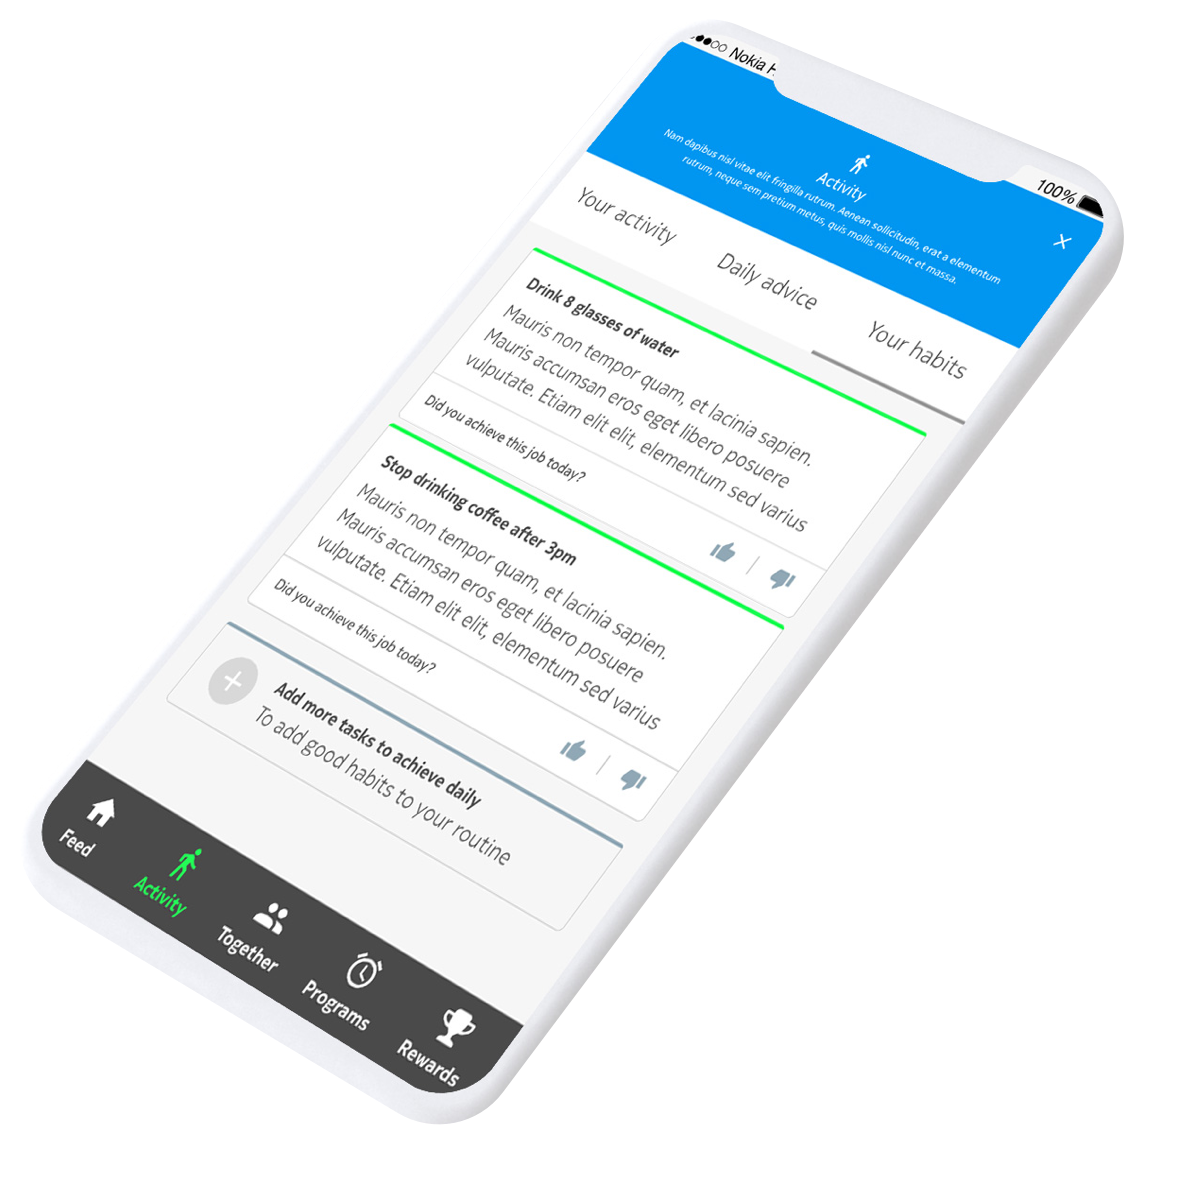 Nokia
100%
Activity
Nam dapibus nisl vitae elit fringilla rutrum. Aenean sollicitudin, erat a elementum
rutrum, neque sem pretium metus, quis mollis nisl nunc et massa.
Your activity
Daily advice
Your habits
Drink 8 glasses of water
Mauris non tempor quam, et lacinia sapien.
Mauris accumsan eros eget libero posuere
vulputate. Etiam elit elit, elementum sed varius
Did you achieve this job today?
Stop drinking coffee after 3pm
Mauris non tempor quam, et lacinia sapien.
Mauris accumsan eros eget libero posuere
vulputate. Etiam elit elit, elementum sed varius
Did you achieve this job today?
Add more tasks to achieve daily
To add good habits to your routine
Feed
Activity
Together
Programs
Rewards